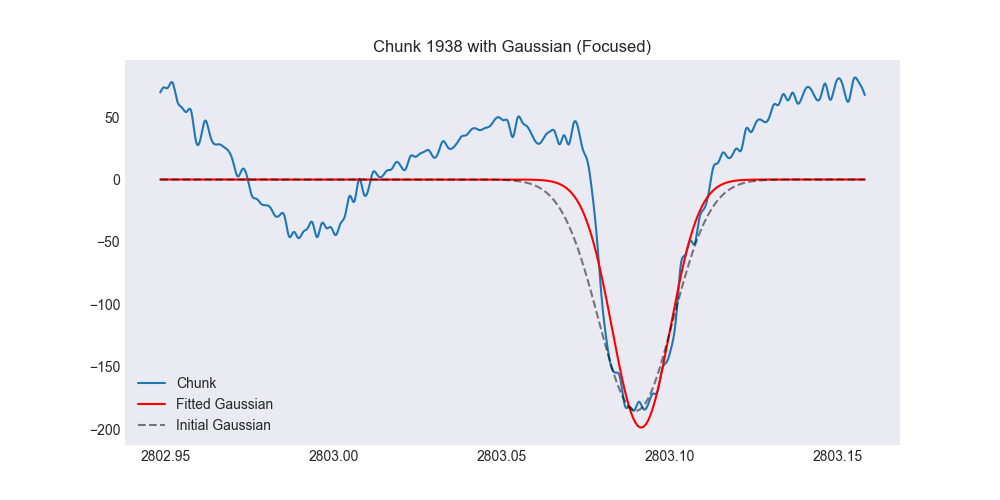 Chunk 1938 with Gaussian (Focused)
50
0
−50
−100
−150
−200
Chunk
Fitted Gaussian
Initial Gaussian
2802.95 2803.00 2803.05 2803.10 2803.15